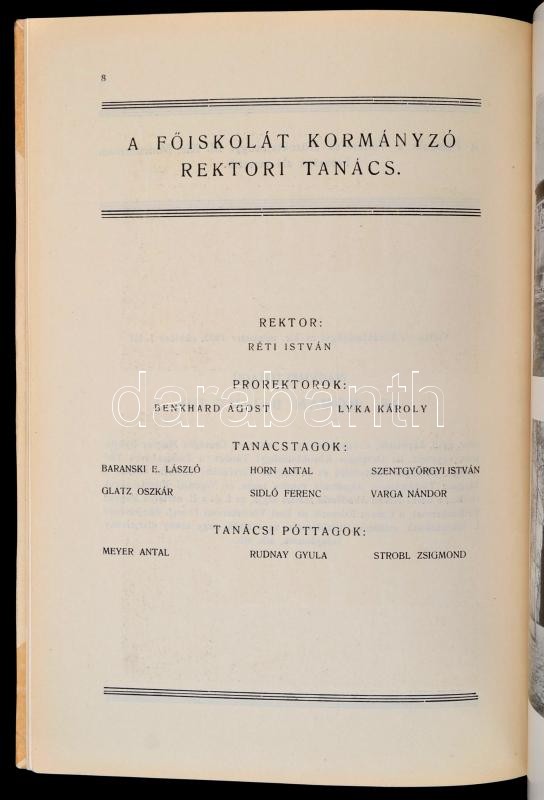 8
A FŐISKOLÁT KORMÁNYZÓ
REKTORI TANÁCS.
REKTOR:
RÉTI ISTVÁN
PROREKTOROK:
BENKHARD ÁGOST LYKA KÁROLY
TANÁCSTAGOK:
BARANSKI E. LÁSZLÓ HORN ANTAL SZENTGYÖRGYI ISTVÁN
GLATZ OSZKÁR SIDLÓ FERENC VARGA NÁNDOR
TANÁCSI PÓTTAGOK:
MEYER ANTAL RUDNAY GYULA STROBL ZSIGMOND
darabanth